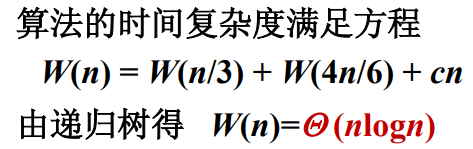 算法的时间复杂度满足方程
W(n) = W(n/3) + W(4n/6) + cn
由递归树得 W(n)=Θ(nlogn)